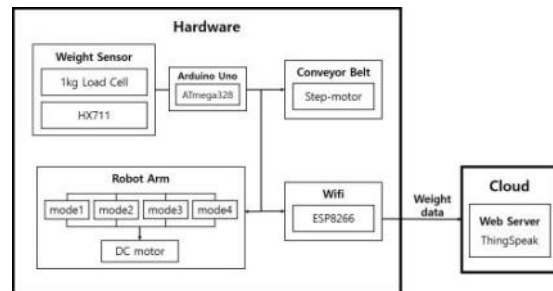 Hardware
Weight Sensor
1kg Load Cell
HX711
Arduino Uno
ATmega328
Conveyor Belt
Step-motor
Robot Arm
mode1 mode2 mode3 mode4
DC motor
Wifi
ESP8266
Weight
data
Cloud
Web Server
ThingSpeak